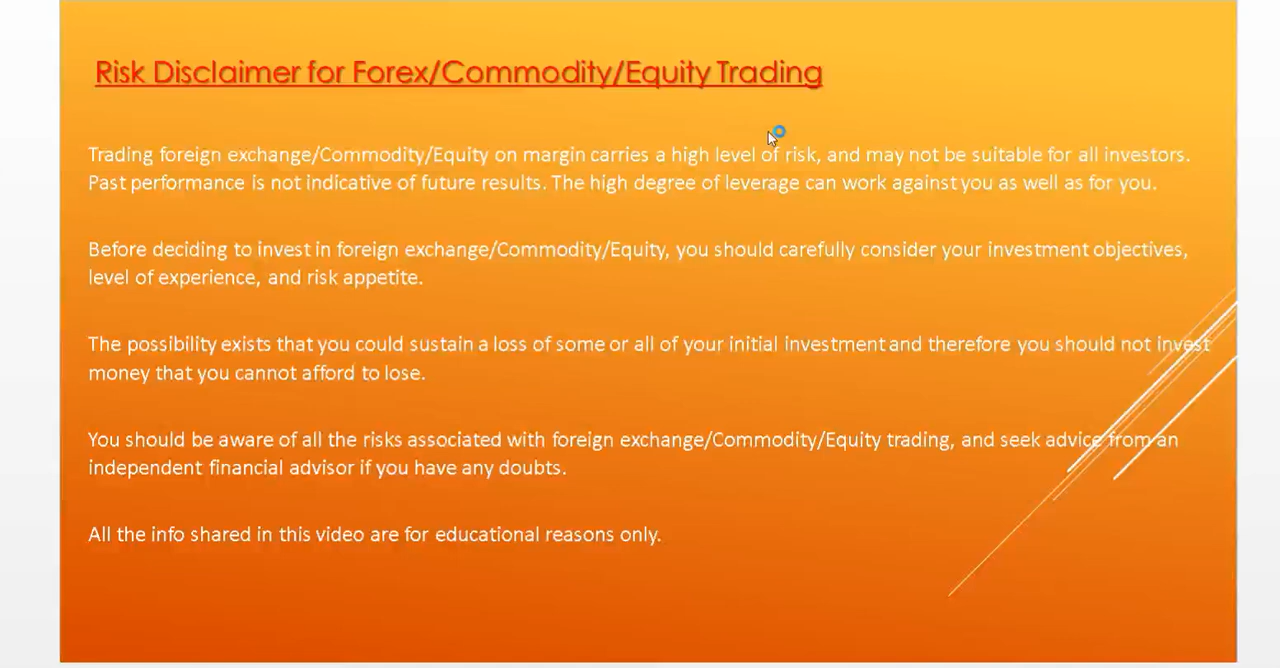 Risk Disclaimer for Forex/Commodity/Equity Trading
Trading foreign exchange/Commodity/Equity on margin carries a high level of risk, and may not be suitable for all investors.
Past performance is not indicative of future results. The high degree of leverage can work against you as well as for you.
Before deciding to invest in foreign exchange/Commodity/Equity, you should carefully consider your investment objectives,
level of experience, and risk appetite.
The possibility exists that you could sustain a loss of some or all of your initial investment and therefore you should not invest
money that you cannot afford to lose.
You should be aware of all the risks associated with foreign exchange/Commodity/Equity trading, and seek advice from an
independent financial advisor if you have any doubts.
All the info shared in this video are for educational reasons only.